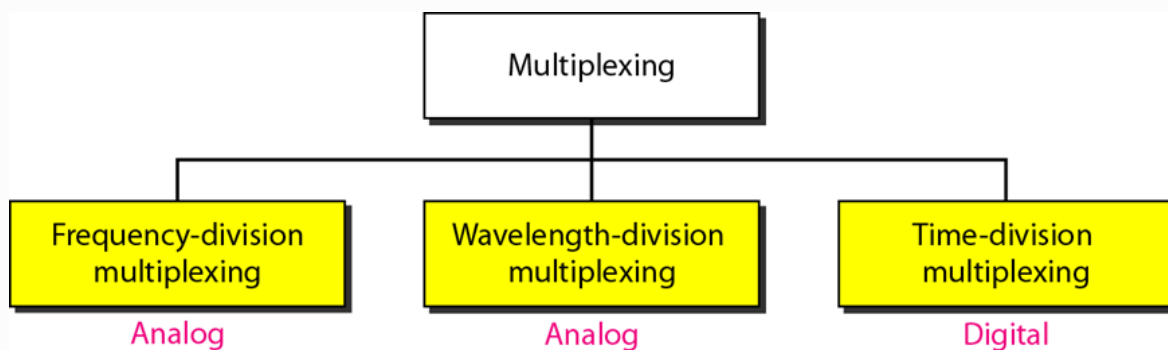 Multiplexing
Frequency-division
multiplexing
Wavelength-division
multiplexing
Time-division
multiplexing
Analog
Analog
Digital